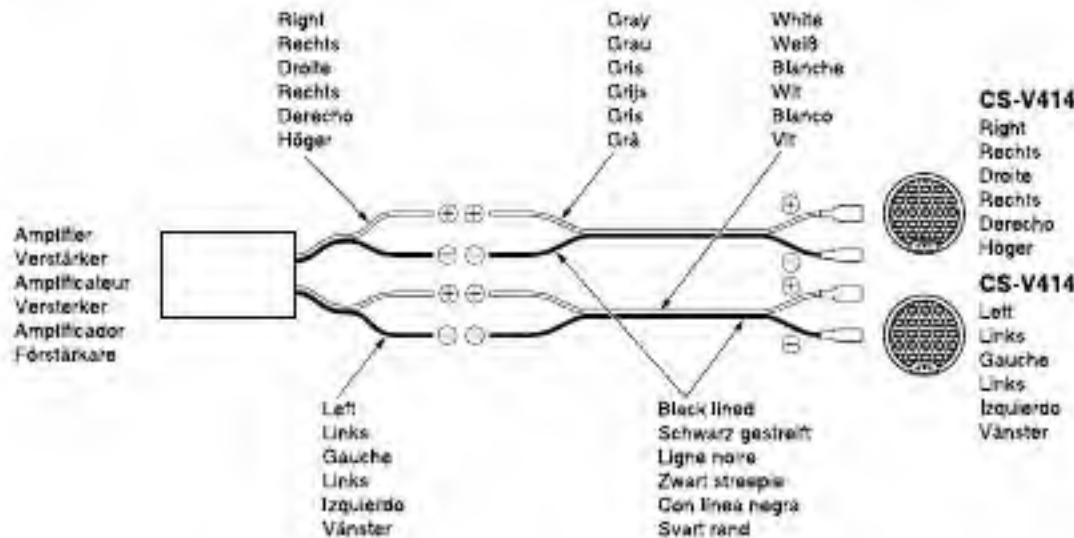 Right
Rechts
Droite
Rechts
Derecho
Höger
Gray
Grau
Gris
Grijs
Gris
Grå
White
Weiß
Blanche
Wit
Blanco
Vit
CS-V414
Right
Rechts
Droite
Rechts
Derecho
Höger
Amplifier
Verstärker
Amplificateur
Versterker
Amplificador
Förstärkare
CS-V414
Left
Links
Gauche
Links
Izquierdo
Vänster
Left
Links
Gauche
Links
Izquierdo
Vänster
Black lined
Schwarz gestreift
Ligne noire
Zwart streepje
Con línea negra
Svart rand